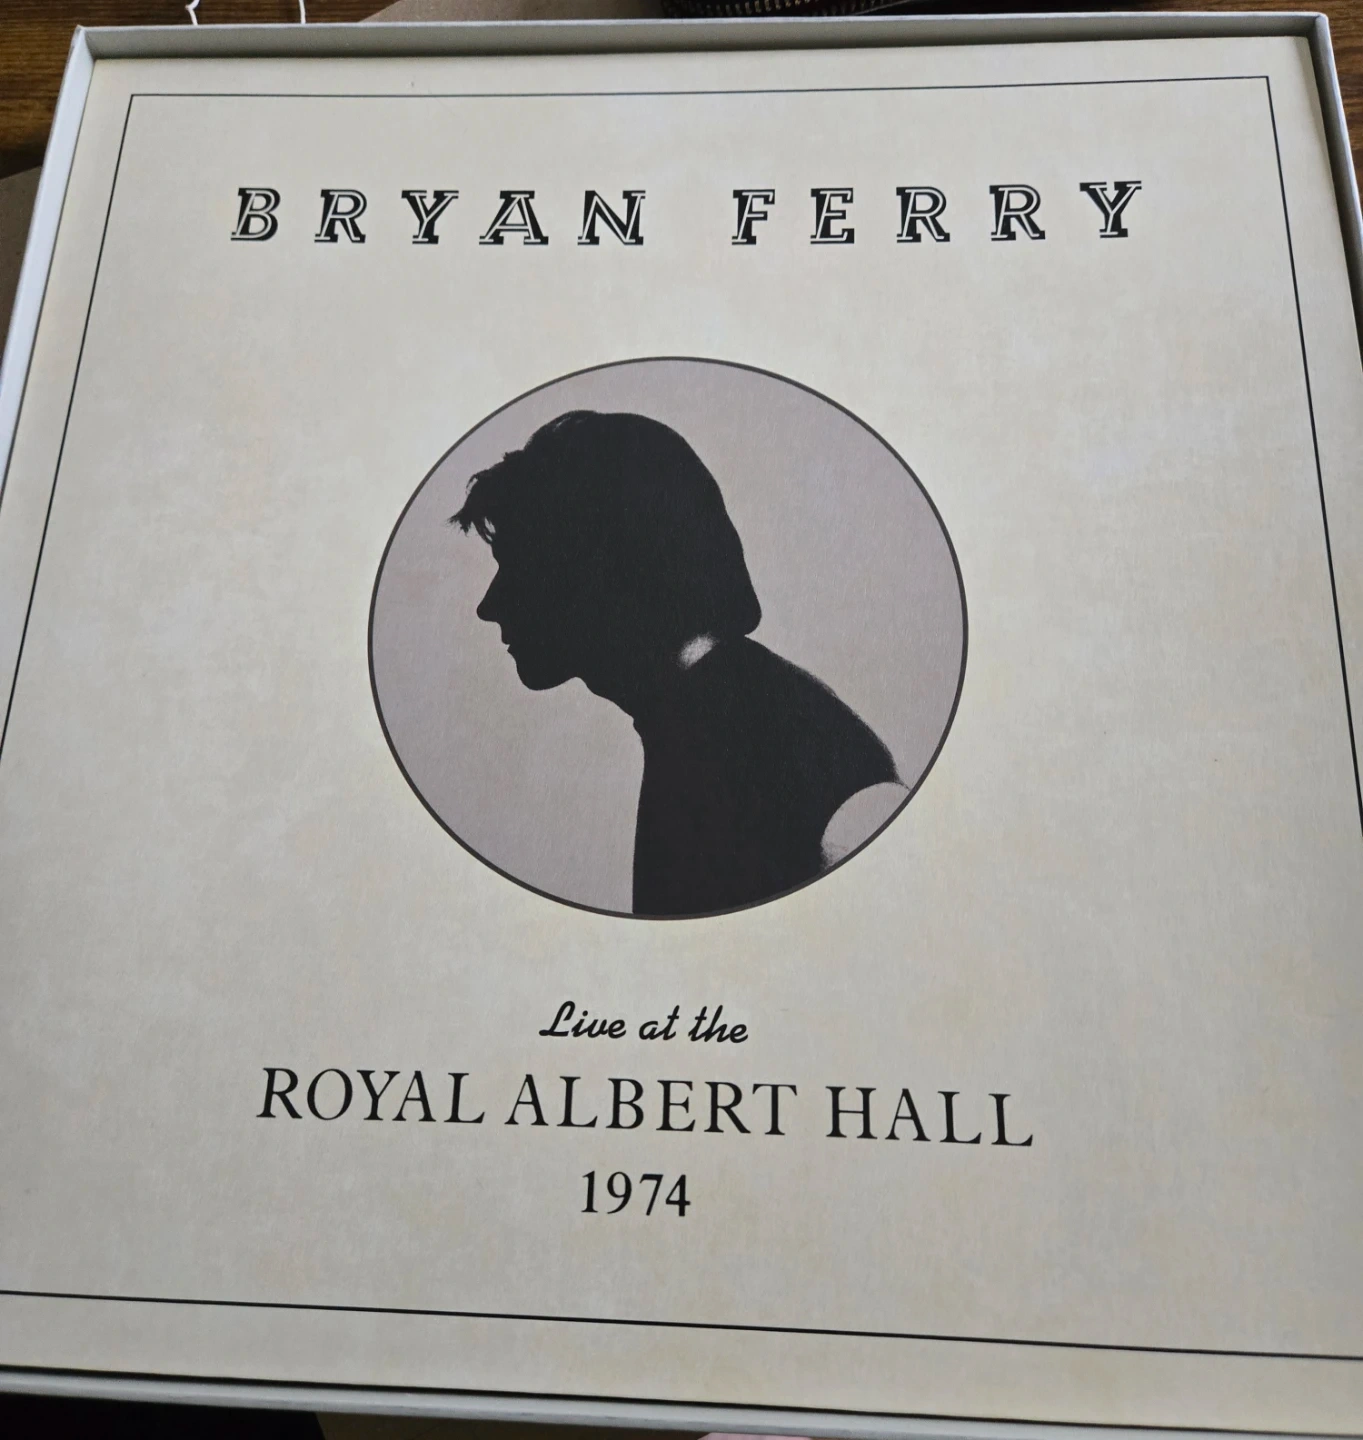 BRYAN FERRY
Live at the
ROYAL ALBERT HALL
1974